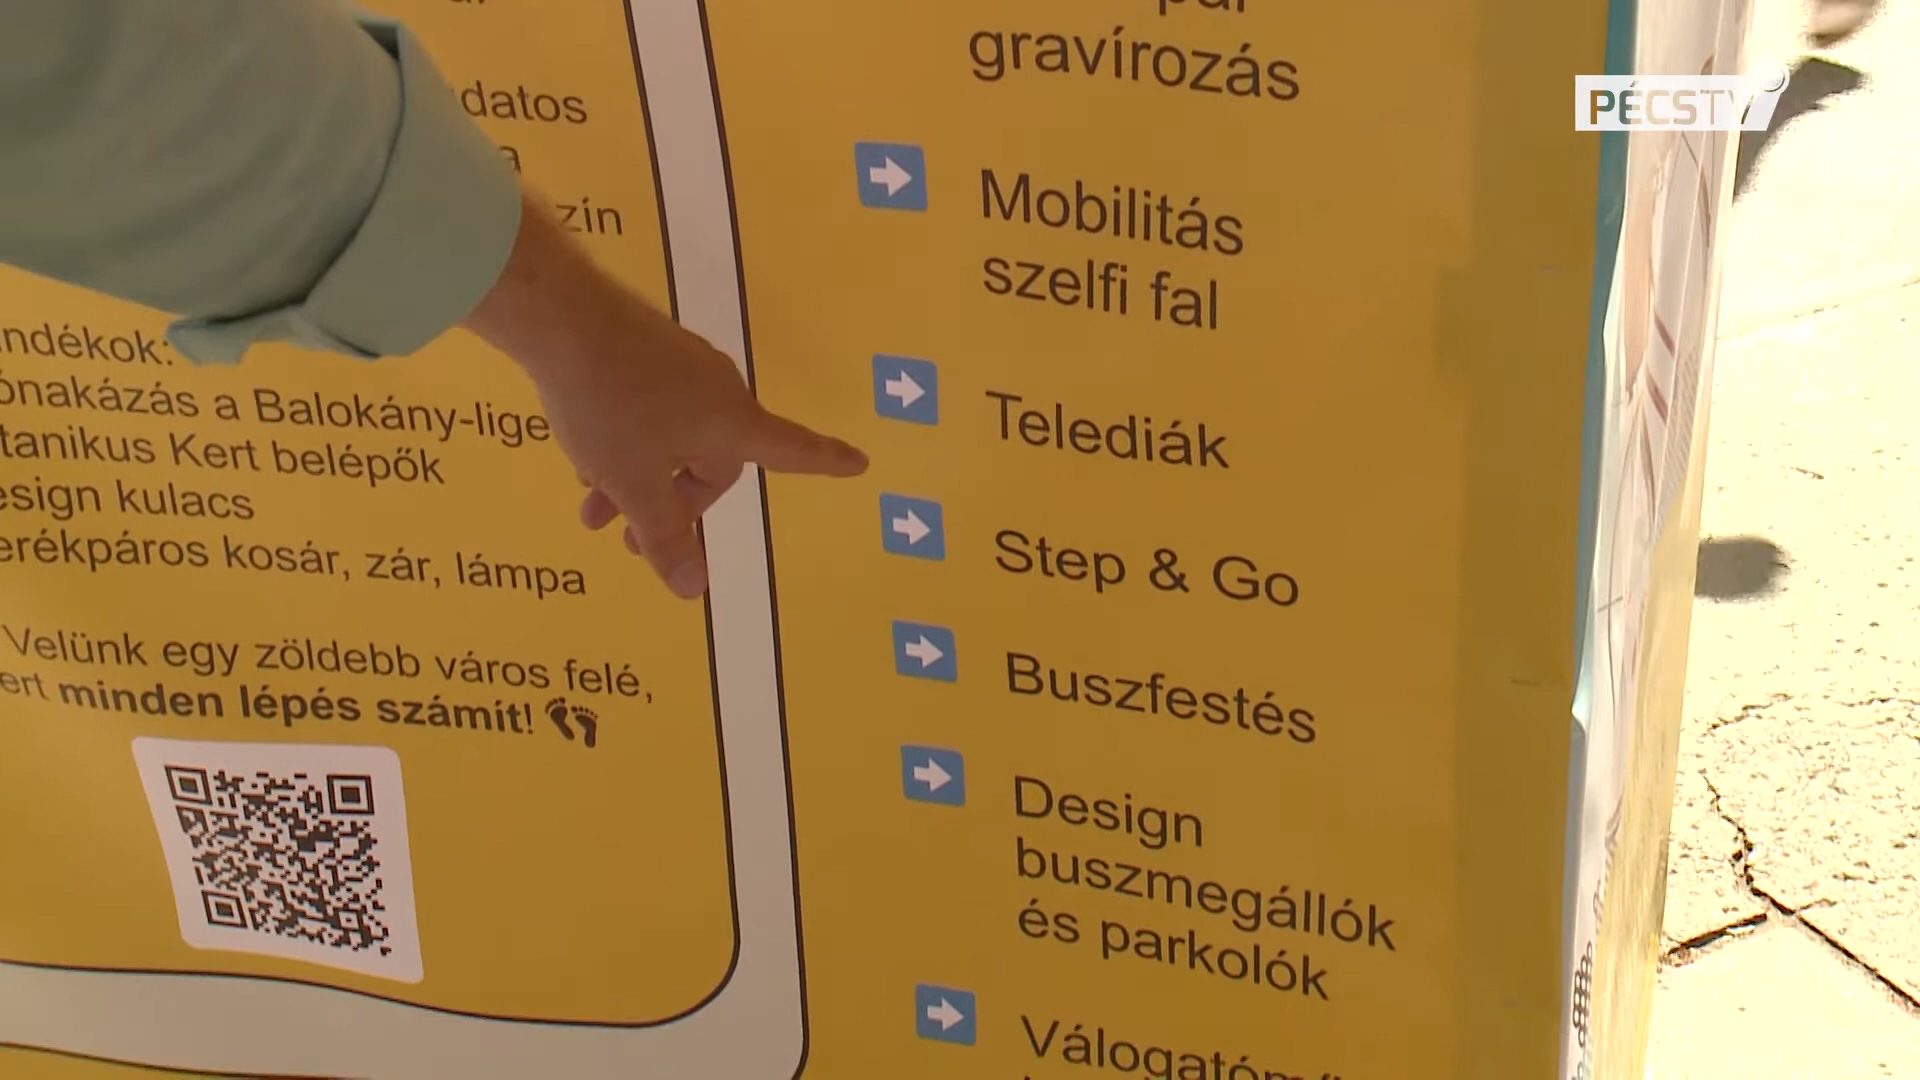 datos
a
zín
ndékok:
ónakázás a Balokány-lige
tanikus Kert belépők
esign kulacs
erékpáros kosár, zár, lámpa
Velünk egy zöldebb város felé,
ert minden lépés számít!
gravírozás
Mobilitás
szelfi fal
Telediák
Step & Go
Buszfestés
Design
buszmegállók
és parkolók
PÉCSTV